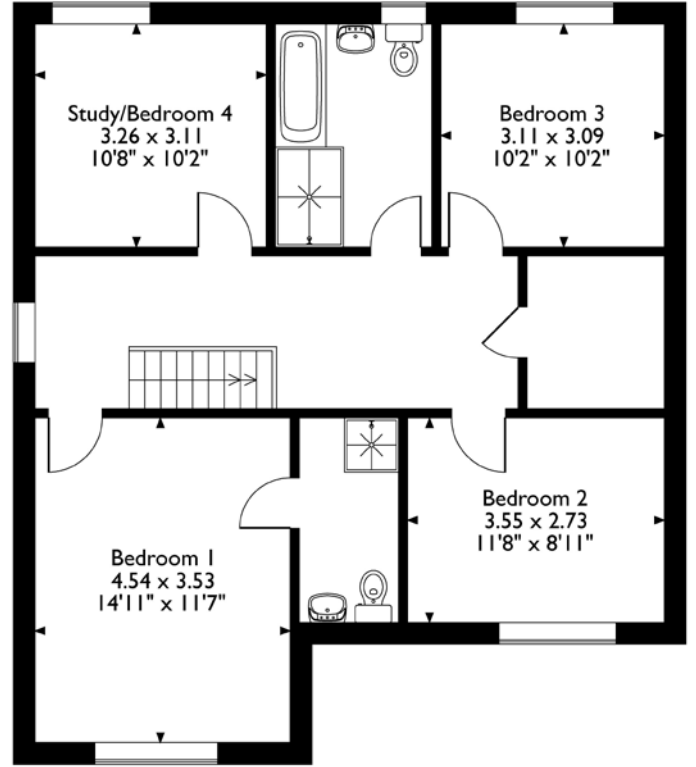 Study/Bedroom 4
3.26 x 3.11
10'8" x 10'2"
Bedroom 3
3.11 x 3.09
10'2" x 10'2"
Bedroom 2
3.55 x 2.73
11'8" x 8'11"
Bedroom 1
4.54 x 3.53
14'11" x 11'7"